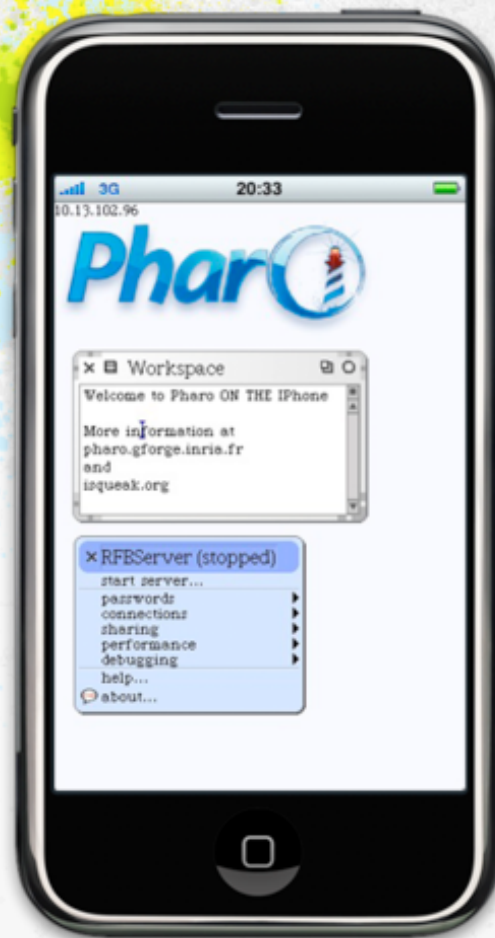 3G 20:33
10.13.102.96
Pharo
Workspace
Welcome to Pharo ON THE IPhone
More information at
pharo.gforge.inria.fr
and
isqueak.org
RFBServer (stopped)
start server...
passwords
connections
sharing
performance
debugging
help...
about...